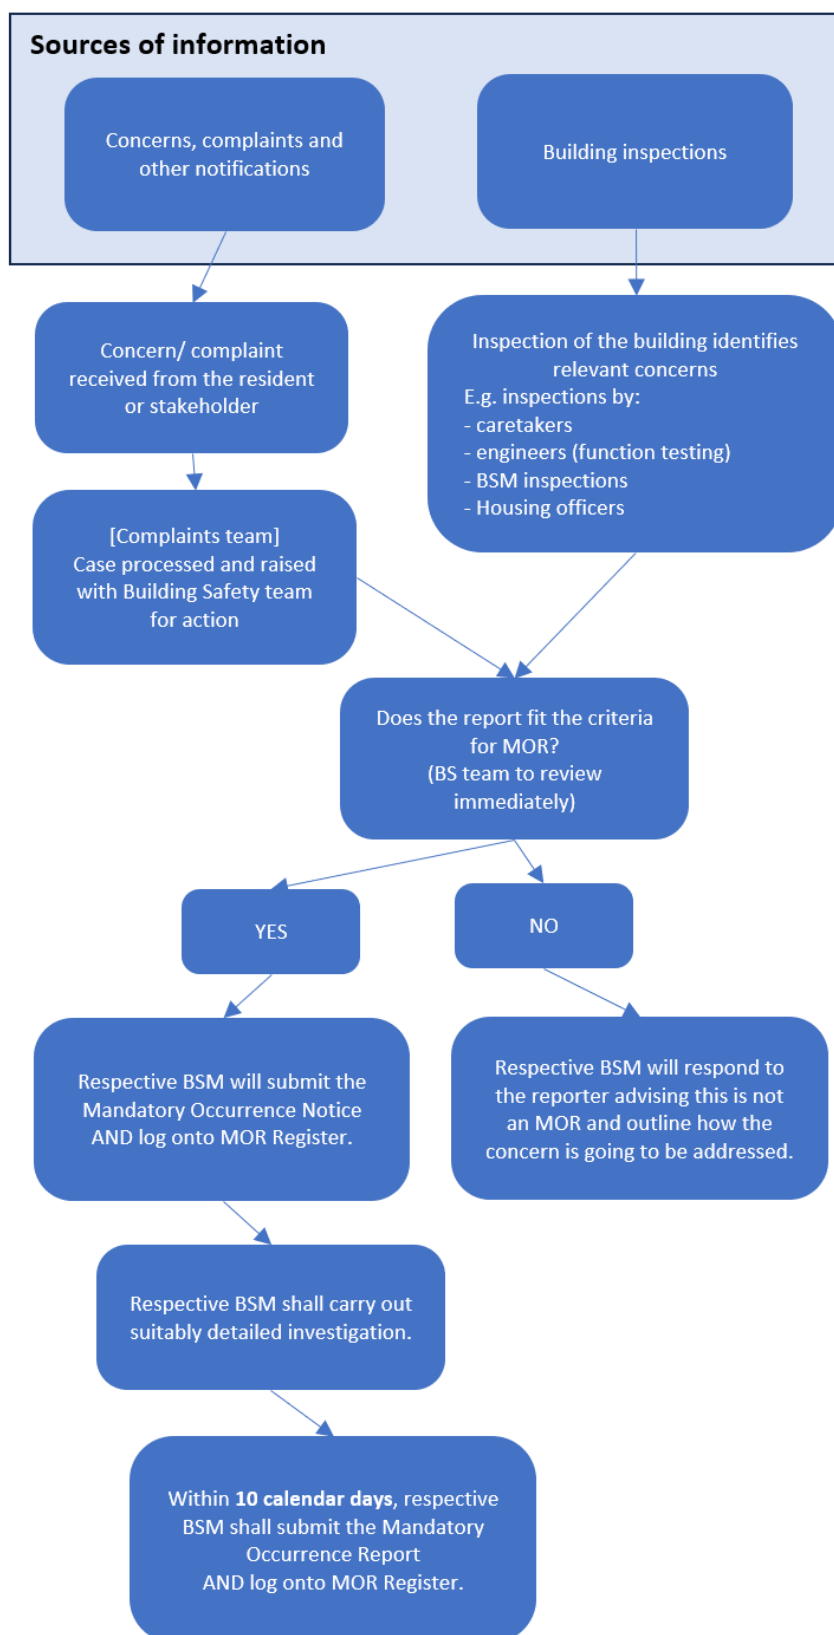 Sources of information
Concerns, complaints and
other notifications
Building inspections
Concern/ complaint
received from the resident
or stakeholder
Inspection of the building identifies
relevant concerns
E.g. inspections by:
- caretakers
- engineers (function testing)
- BSM inspections
- Housing officers
[Complaints team]
Case processed and raised
with Building Safety team
for action
Does the report fit the criteria
for MOR?
(BS team to review
immediately)
YES
NO
Respective BSM will submit the
Mandatory Occurrence Notice
AND log onto MOR Register.
Respective BSM will respond to
the reporter advising this is not
an MOR and outline how the
concern is going to be addressed.
Respective BSM shall carry out
suitably detailed investigation.
Within 10 calendar days, respective
BSM shall submit the Mandatory
Occurrence Report
AND log onto MOR Register.